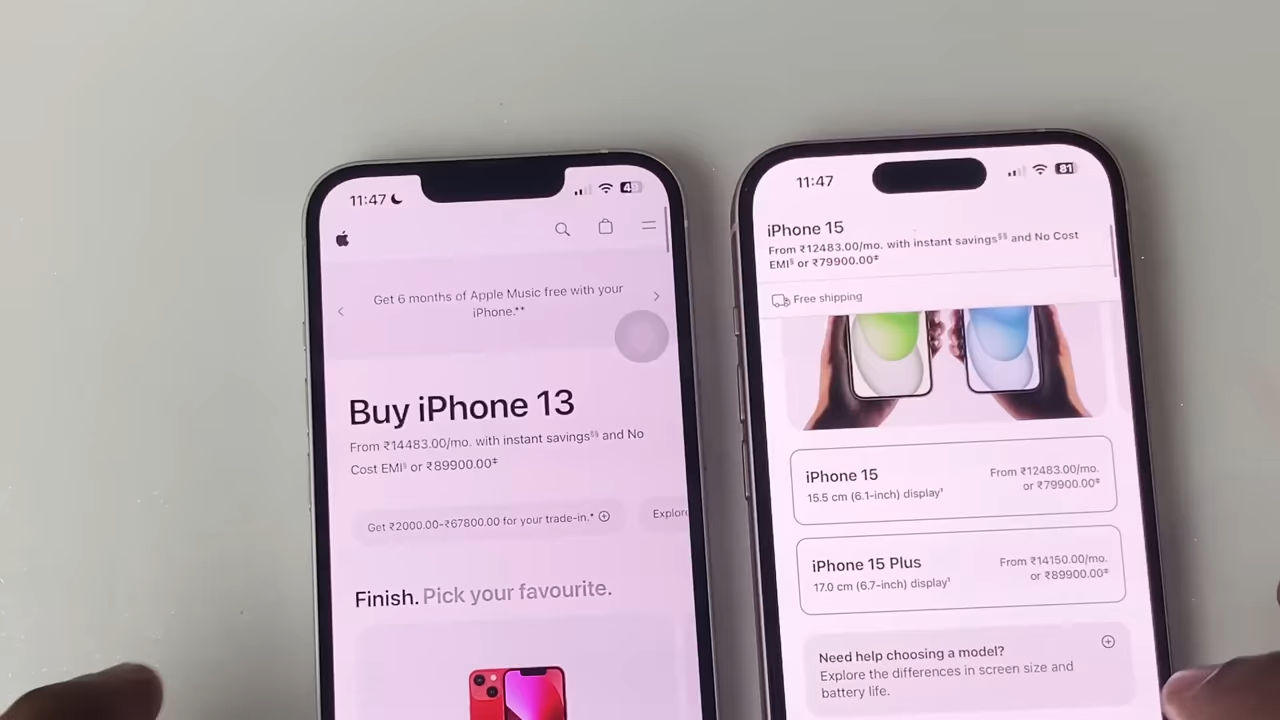 11:47
4
Get 6 months of Apple Music free with your
iPhone.**
Buy iPhone 13
From ₹14483.00/mo. with instant savings§§ and No
Cost EMI§ or ₹89900.00‡
Get ₹2000.00-₹67800.00 for your trade-in.*
Explore
Finish. Pick your favourite.
11:47
81
iPhone 15
From ₹12483.00/mo. with instant savings§§ and No Cost
EMI§ or ₹79900.00‡
Free shipping
iPhone 15
15.5 cm (6.1-inch) display¹
From ₹12483.00/mo.
or ₹79900.00‡
iPhone 15 Plus
17.0 cm (6.7-inch) display¹
From ₹14150.00/mo.
or ₹89900.00‡
Need help choosing a model?
Explore the differences in screen size and
battery life.